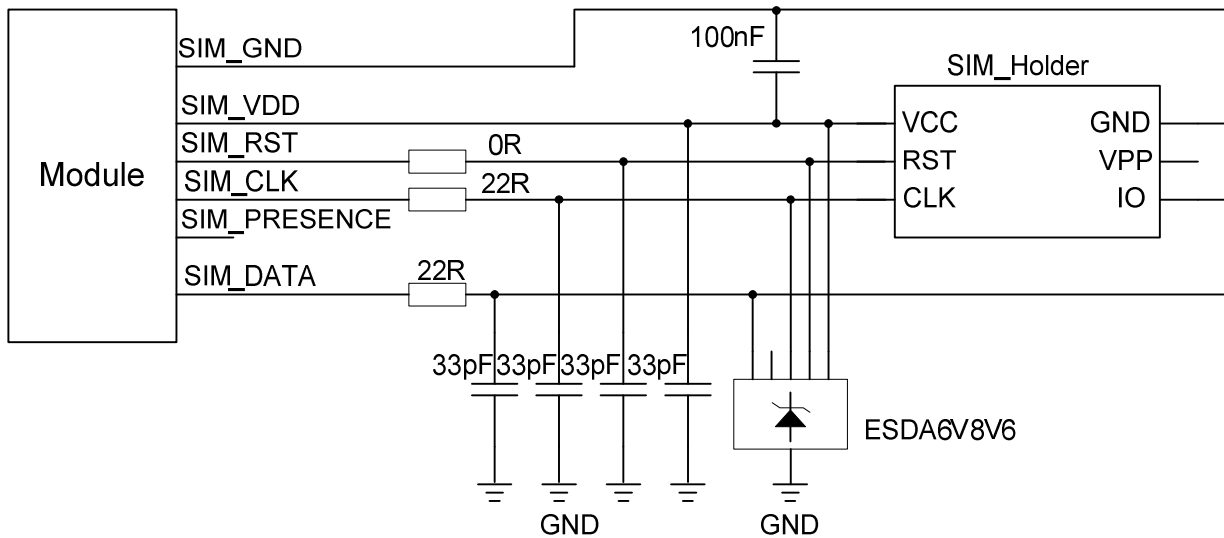 SIM_GND
100nF
SIM_Holder
SIM_VDD
VCC
GND
SIM_RST
0R
RST
VPP
Module
SIM_CLK
22R
CLK
IO
SIM_PRESENCE
SIM_DATA
22R
33pF 33pF 33pF 33pF
ESDA6V8V6
GND
GND